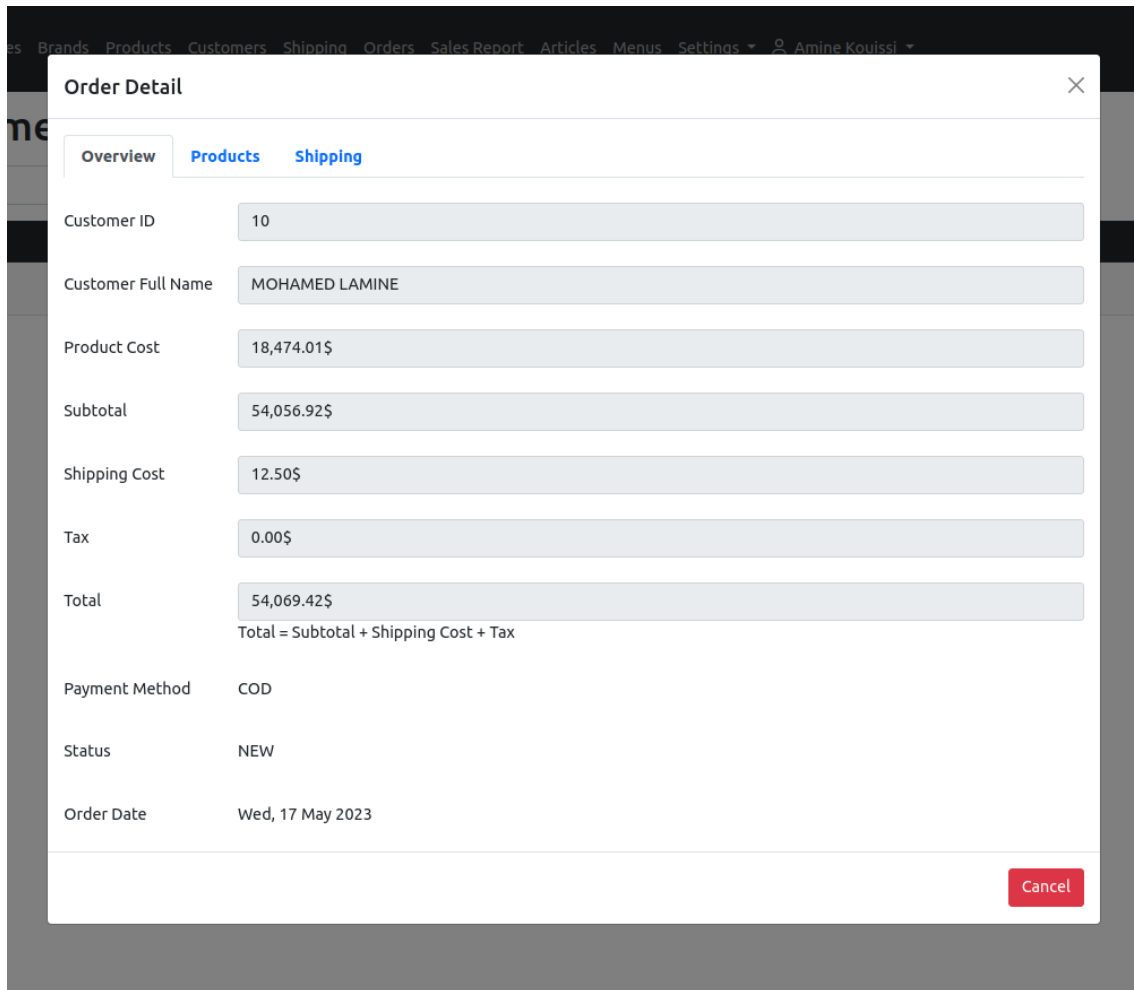 Brands Products Customers Shipping Orders Sales Report Articles Menus Settings Amine Kouissi
Order Detail
Overview Products Shipping
Customer ID 10
Customer Full Name MOHAMED LAMINE
Product Cost 18,474.01$
Subtotal 54,056.92$
Shipping Cost 12.50$
Tax 0.00$
Total 54,069.42$
Total = Subtotal + Shipping Cost + Tax
Payment Method COD
Status NEW
Order Date Wed, 17 May 2023
Cancel